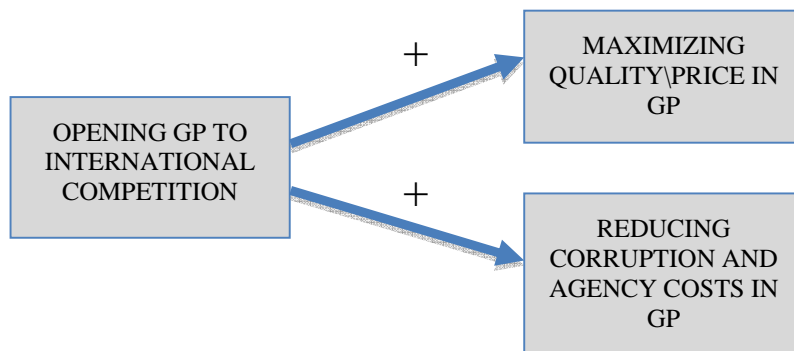 OPENING GP TO
INTERNATIONAL
COMPETITION
+
MAXIMIZING
QUALITY\PRICE IN
GP
+
REDUCING
CORRUPTION AND
AGENCY COSTS IN
GP